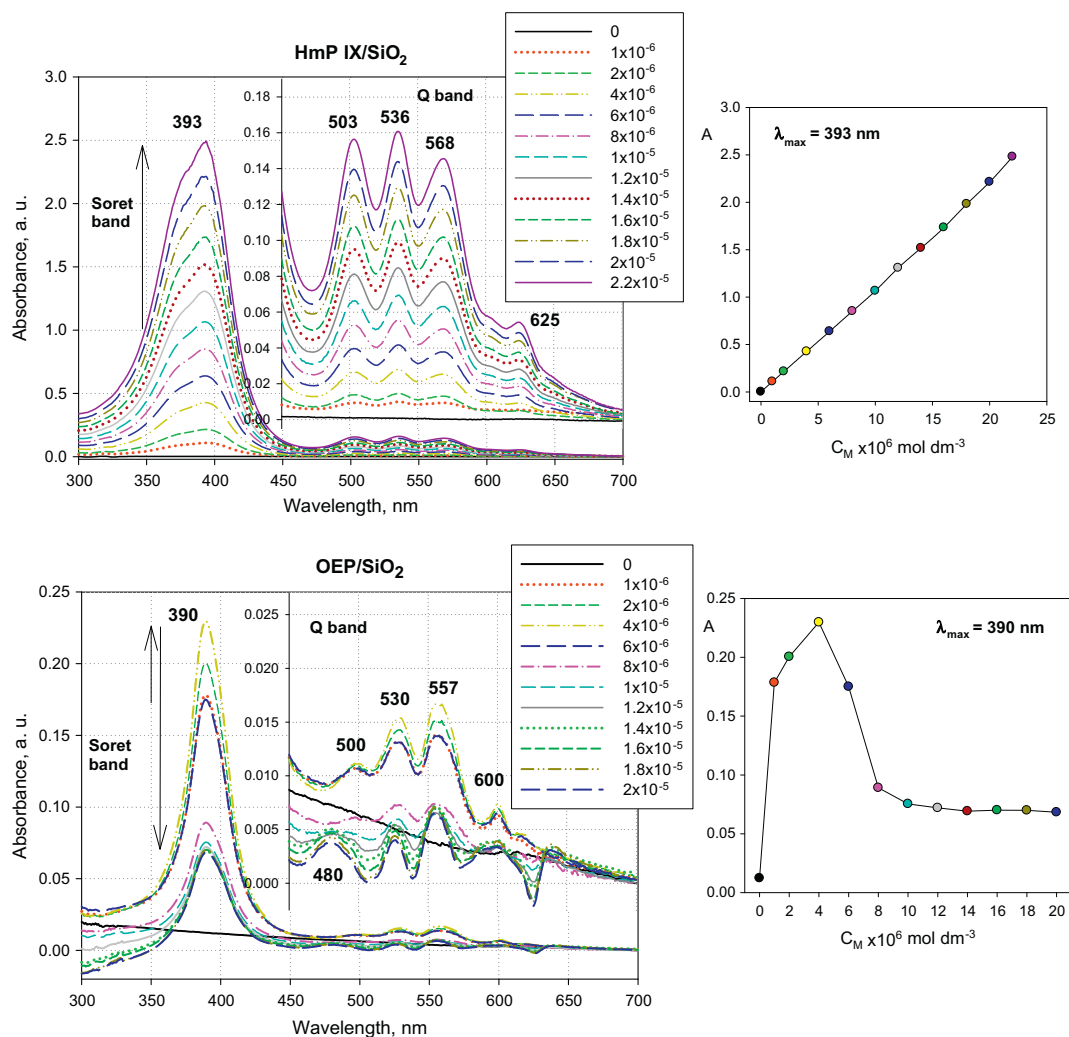 HmP IX/SiO₂
3.0
2.5
2.0
1.5
1.0
0.5
0.0
Absorbance, a. u.
393
Soret
band
0.18
0.16
0.14
0.12
0.10
0.08
0.06
0.04
0.02
0.00
Q band
503
536
568
625
300 350 400 450 500 550 600 650 700
Wavelength, nm
0
1x10⁻⁶
2x10⁻⁶
4x10⁻⁶
6x10⁻⁶
8x10⁻⁶
1x10⁻⁵
1.2x10⁻⁵
1.4x10⁻⁵
1.6x10⁻⁵
1.8x10⁻⁵
2x10⁻⁵
2.2x10⁻⁵
3.0
A
2.5
2.0
1.5
1.0
0.5
0.0
λmax = 393 nm
0 5 10 15 20 25
C_M x10⁶ mol dm⁻³
OEP/SiO₂
0.25
0.20
0.15
0.10
0.05
0.00
Absorbance, a. u.
390
Soret
band
0.025
0.020
0.015
0.010
0.005
0.000
Q band
500
530
557
600
480
300 350 400 450 500 550 600 650 700
Wavelength, nm
0
1x10⁻⁶
2x10⁻⁶
4x10⁻⁶
6x10⁻⁶
8x10⁻⁶
1x10⁻⁵
1.2x10⁻⁵
1.4x10⁻⁵
1.6x10⁻⁵
1.8x10⁻⁵
2x10⁻⁵
0.25
A
0.20
0.15
0.10
0.05
0.00
λmax = 390 nm
0 2 4 6 8 10 12 14 16 18 20
C_M x10⁶ mol dm⁻³